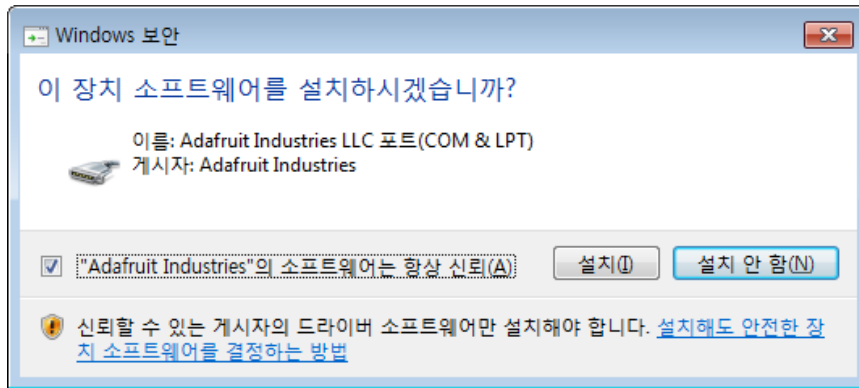 Windows 보안
이 장치 소프트웨어를 설치하시겠습니까?
이름: Adafruit Industries LLC 포트(COM & LPT)
게시자: Adafruit Industries
"Adafruit Industries"의 소프트웨어는 항상 신뢰(A)
설치(I)
설치 안 함(N)
신뢰할 수 있는 게시자의 드라이버 소프트웨어만 설치해야 합니다. 설치해도 안전한 장
치 소프트웨어를 결정하는 방법